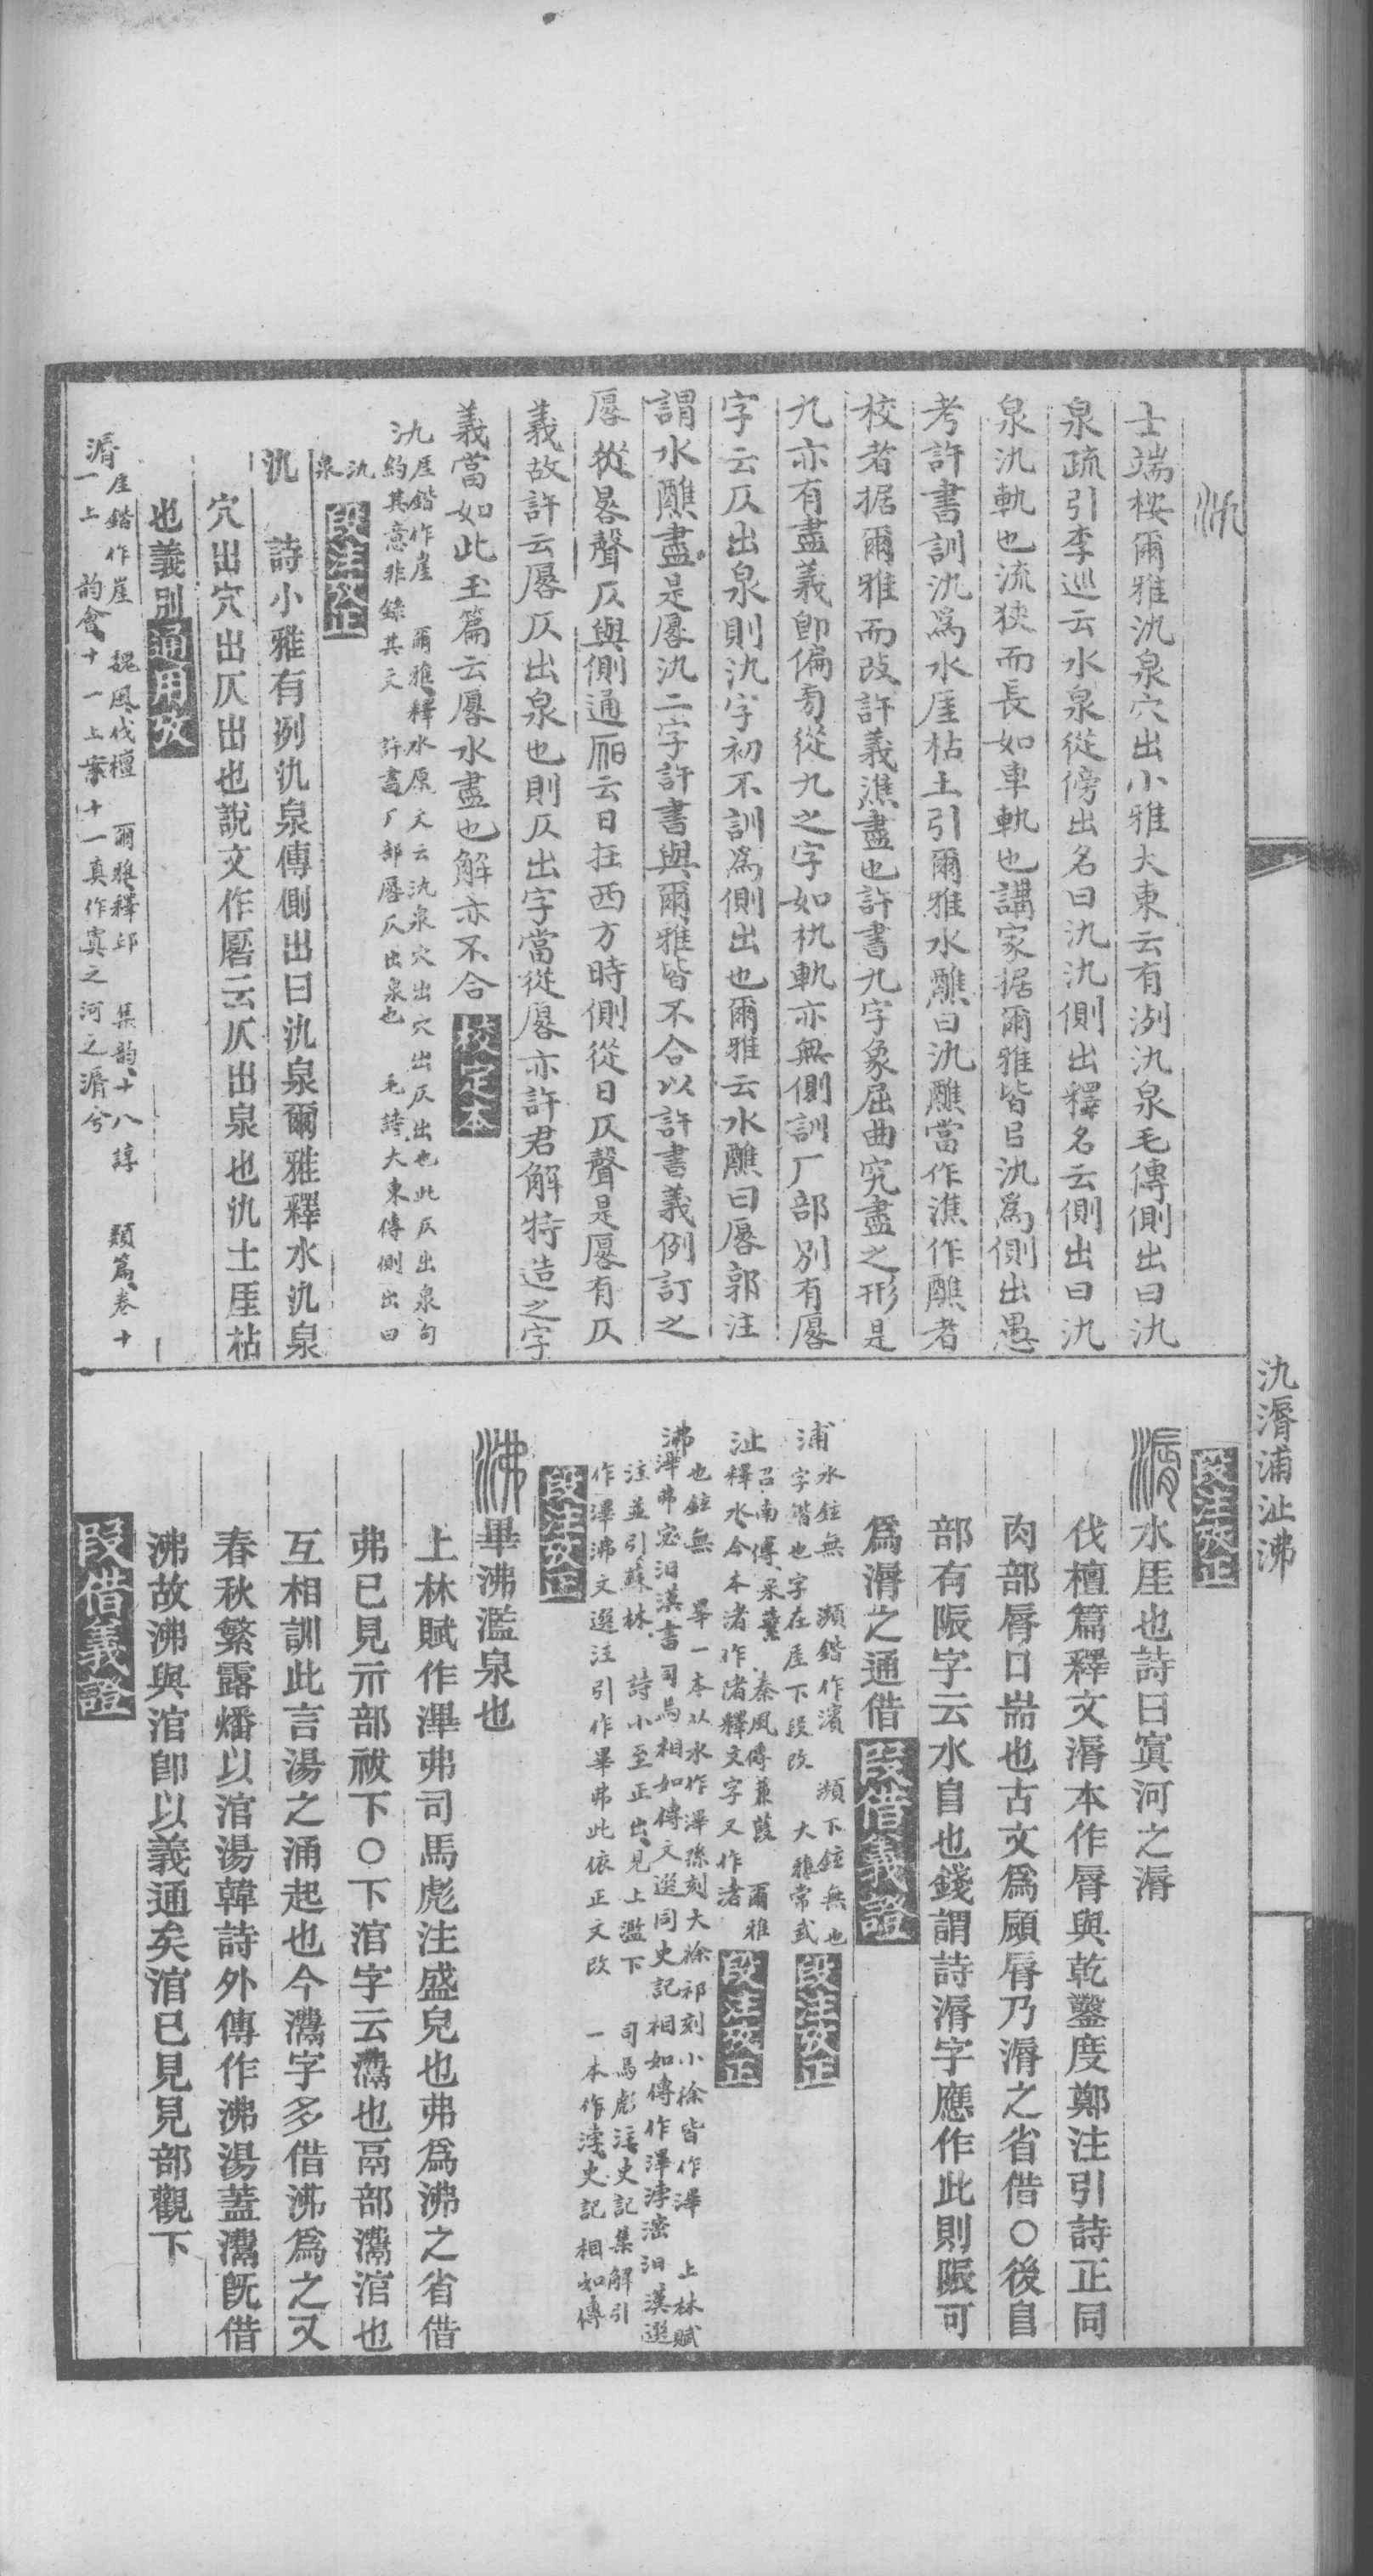 氿漘浦沚沸
氿
士端桉爾雅氿泉穴出小雅大東云有洌氿泉毛傳側出曰氿
泉疏引李巡云水泉從傍出名曰氿氿側出釋名云側出曰氿
泉氿軌也流狹而長如車軌也講家据爾雅皆㠯氿爲側出愚
考許書訓氿爲水厓枯土引爾雅水醮曰氿醮當作潐作醮者
校者据爾雅而改許義潐盡也許書九字象屈曲究盡之形是
九亦有盡義卽偏旁從九之字如朹軌亦無側訓厂部別有厬
字云仄出泉則氿字初不訓爲側出也爾雅云水醮曰厬郭注
謂水醮盡是厬氿二字許書與爾雅皆不合以許書義例訂之
厬從晷聲仄與側通厢云日在西方時側從日仄聲是厬有仄
義故許云厬仄出泉也則仄出字當從厬亦許君解特造之字
義當如此玉篇云厬水盡也解亦不合 校定本
氿 厓鍇作崖 爾雅釋水原文云氿泉穴出穴出仄出也此仄出泉句
約其意非錄其文 許書厂部厬仄出泉也 毛詩大東傳側出曰
氿泉 段注攷正
氿 詩小雅有冽氿泉傳側出曰氿泉爾雅釋水氿泉
穴出穴出仄出也說文作厬云仄出泉也氿土厓枯
也義別 通用攷
漘 厓鍇作崖 魏風伐檀 爾雅釋邱 集韵十八諄 類篇卷十
一上 韵會十一上案十一真作寘之河之漘兮
段注攷正
漘 水厓也詩曰寘河之漘
伐檀篇釋文漘本作脣與乾鑿度鄭注引詩正同
肉部脣口耑也古文爲顧脣乃漘之省借○後𨸏
部有陙字云水𨸏也錢謂詩漘字應作此則陙可
爲漘之通借 叚借義證
浦 水鉉無 瀕鍇作濱 瀕下鉉無也
字鍇也字在厓下段改 大雅常武 段注攷正
沚 召南傳采蘩 秦風傳蒹葭 爾雅
釋水今本渚作陼釋文字又作渚 段注攷正
沸 也鉉無 畢一本从水作滭孫刻大徐祁刻小徐皆作滭 上林賦
滭弗宓汨漢書司馬相如傳文選同史記相如傳作滭浡滵汨漢選
注並引蘇林 詩小至正出見上濫下 司馬彪注史記集解引
作滭沸文選注引作畢弗此依正文改 一本作浡史記相如傳
段注攷正
沸 畢沸濫泉也
上林賦作滭弗司馬彪注盛皃也弗爲沸之省借
弗已見示部祓下○下涫字云灊也鬲部灊涫也
互相訓此言湯之涌起也今灊字多借沸爲之又
春秋繁露燔以涫湯韓詩外傳作沸湯蓋灊旣借
沸故沸與涫卽以義通矣涫已見見部觀下
叚借義證